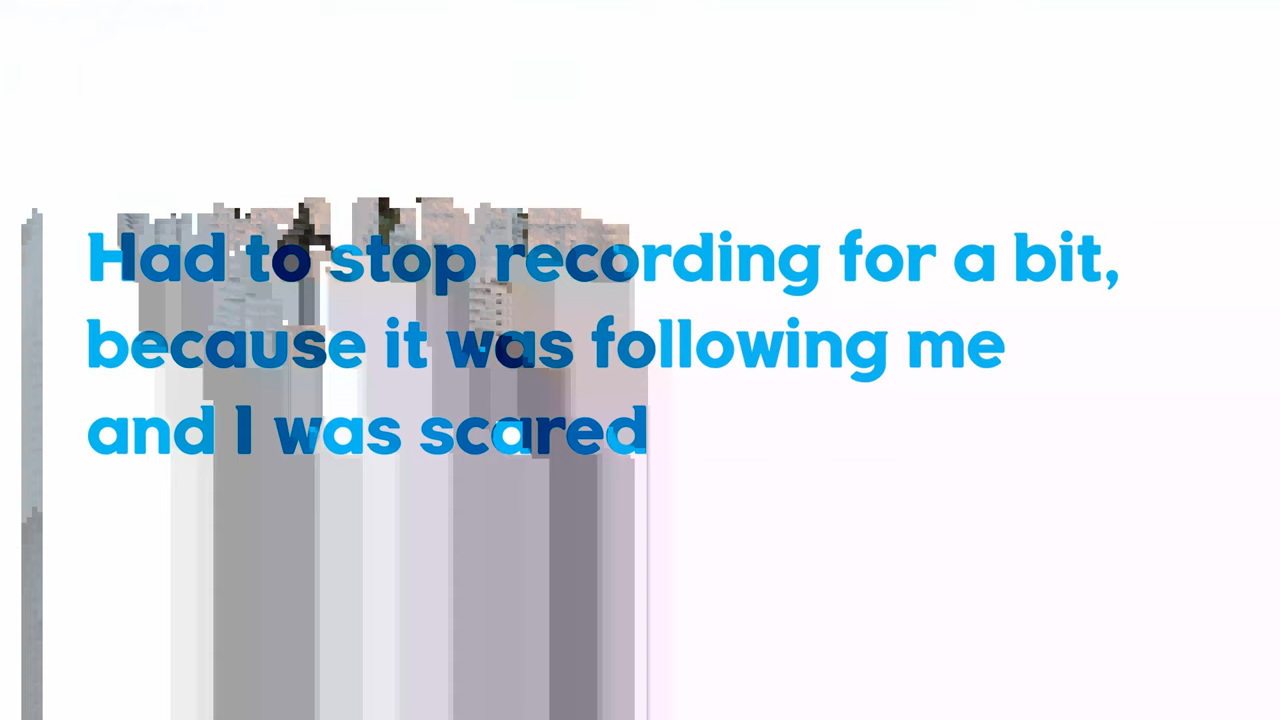 Had to stop recording for a bit,
because it was following me
and I was scared